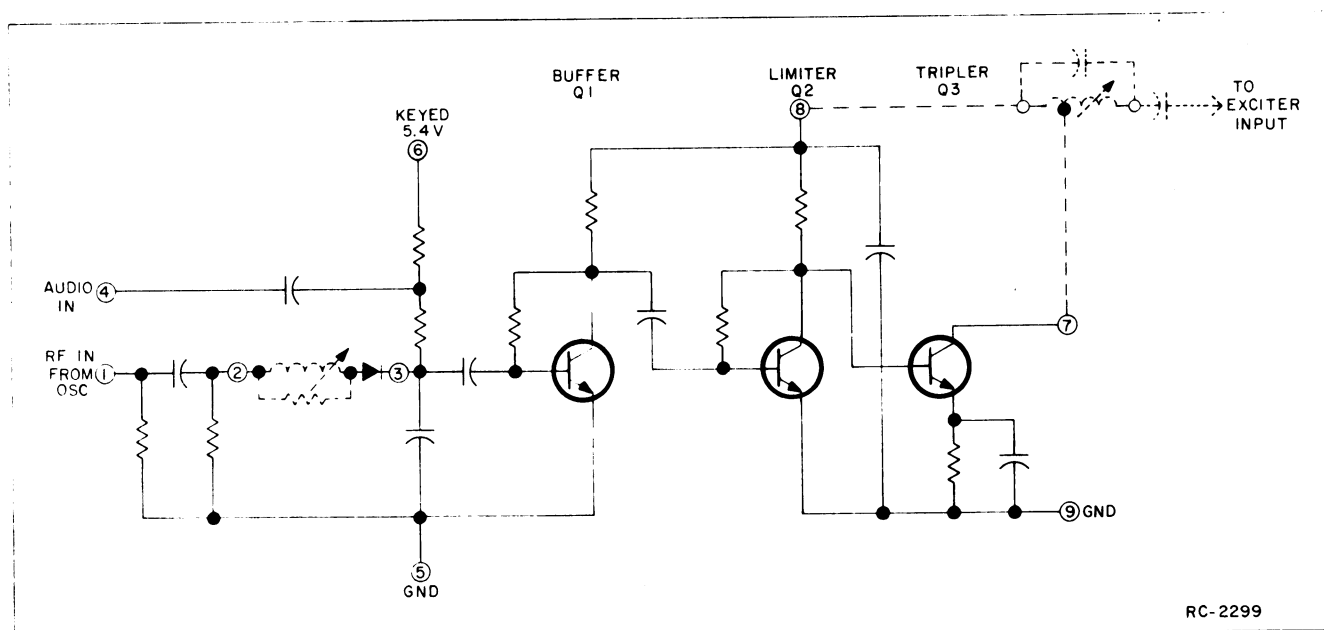 BUFFER
Q1
LIMITER
Q2
8
TRIPLER
Q3
TO
EXCITER
INPUT
KEYED
5.4V
6
AUDIO
IN
4
RF IN
FROM
OSC
1
2
3
7
5
GND
9 GND
RC-2299